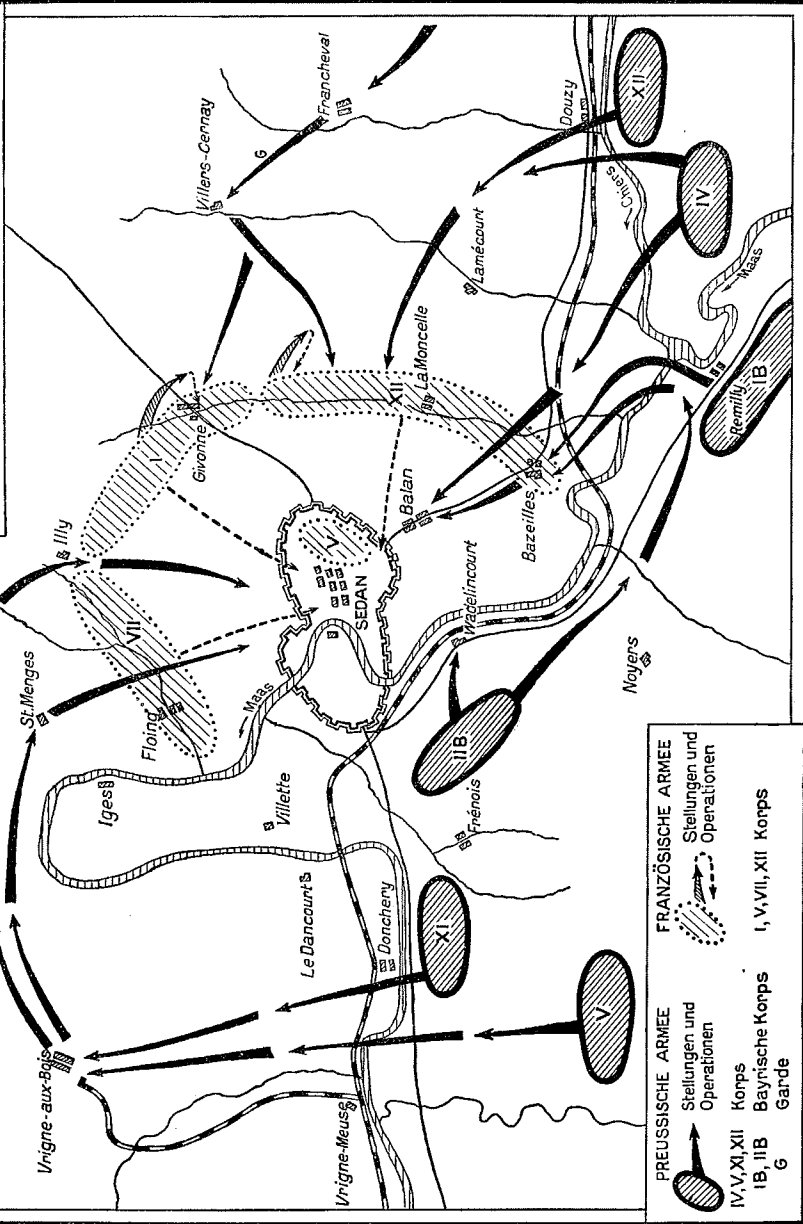 Vrigne-aux-Bois
St. Menges
Illy
Villers-Cernay
Francheval
G
Iges
Floing
VII
I
Givonne
Maas
Villette
Le Dancourt
Vrigne-Meuse
Donchery
XI
V
Frénois
SEDAN
V
XII
La Moncelle
Lamécourt
Douzy
Balan
Bazeilles
Wadelincourt
IIB
Noyers
Chiers
XII
IV
Maas
Remilly
IB
PREUSSISCHE ARMEE
Stellungen und
Operationen
IV, V, XI, XII Korps
IB, IIB Bayrische Korps
G Garde
FRANZÖSISCHE ARMEE
Stellungen und
Operationen
I, V, VII, XII Korps